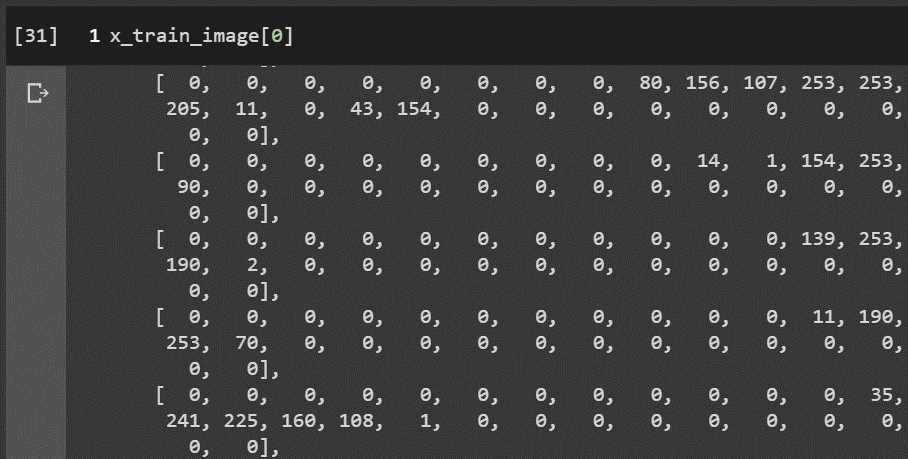 [31] 1 x_train_image[0]
[ 0, 0, 0, 0, 0, 0, 0, 0, 80, 156, 107, 253, 253,
205, 11, 0, 43, 154, 0, 0, 0, 0, 0, 0, 0, 0,
0, 0],
[ 0, 0, 0, 0, 0, 0, 0, 0, 0, 14, 1, 154, 253,
90, 0, 0, 0, 0, 0, 0, 0, 0, 0, 0, 0, 0,
0, 0],
[ 0, 0, 0, 0, 0, 0, 0, 0, 0, 0, 0, 139, 253,
190, 2, 0, 0, 0, 0, 0, 0, 0, 0, 0, 0, 0,
0, 0],
[ 0, 0, 0, 0, 0, 0, 0, 0, 0, 0, 0, 11, 190,
253, 70, 0, 0, 0, 0, 0, 0, 0, 0, 0, 0, 0,
0, 0],
[ 0, 0, 0, 0, 0, 0, 0, 0, 0, 0, 0, 0, 35,
241, 225, 160, 108, 1, 0, 0, 0, 0, 0, 0, 0, 0,
0, 0],